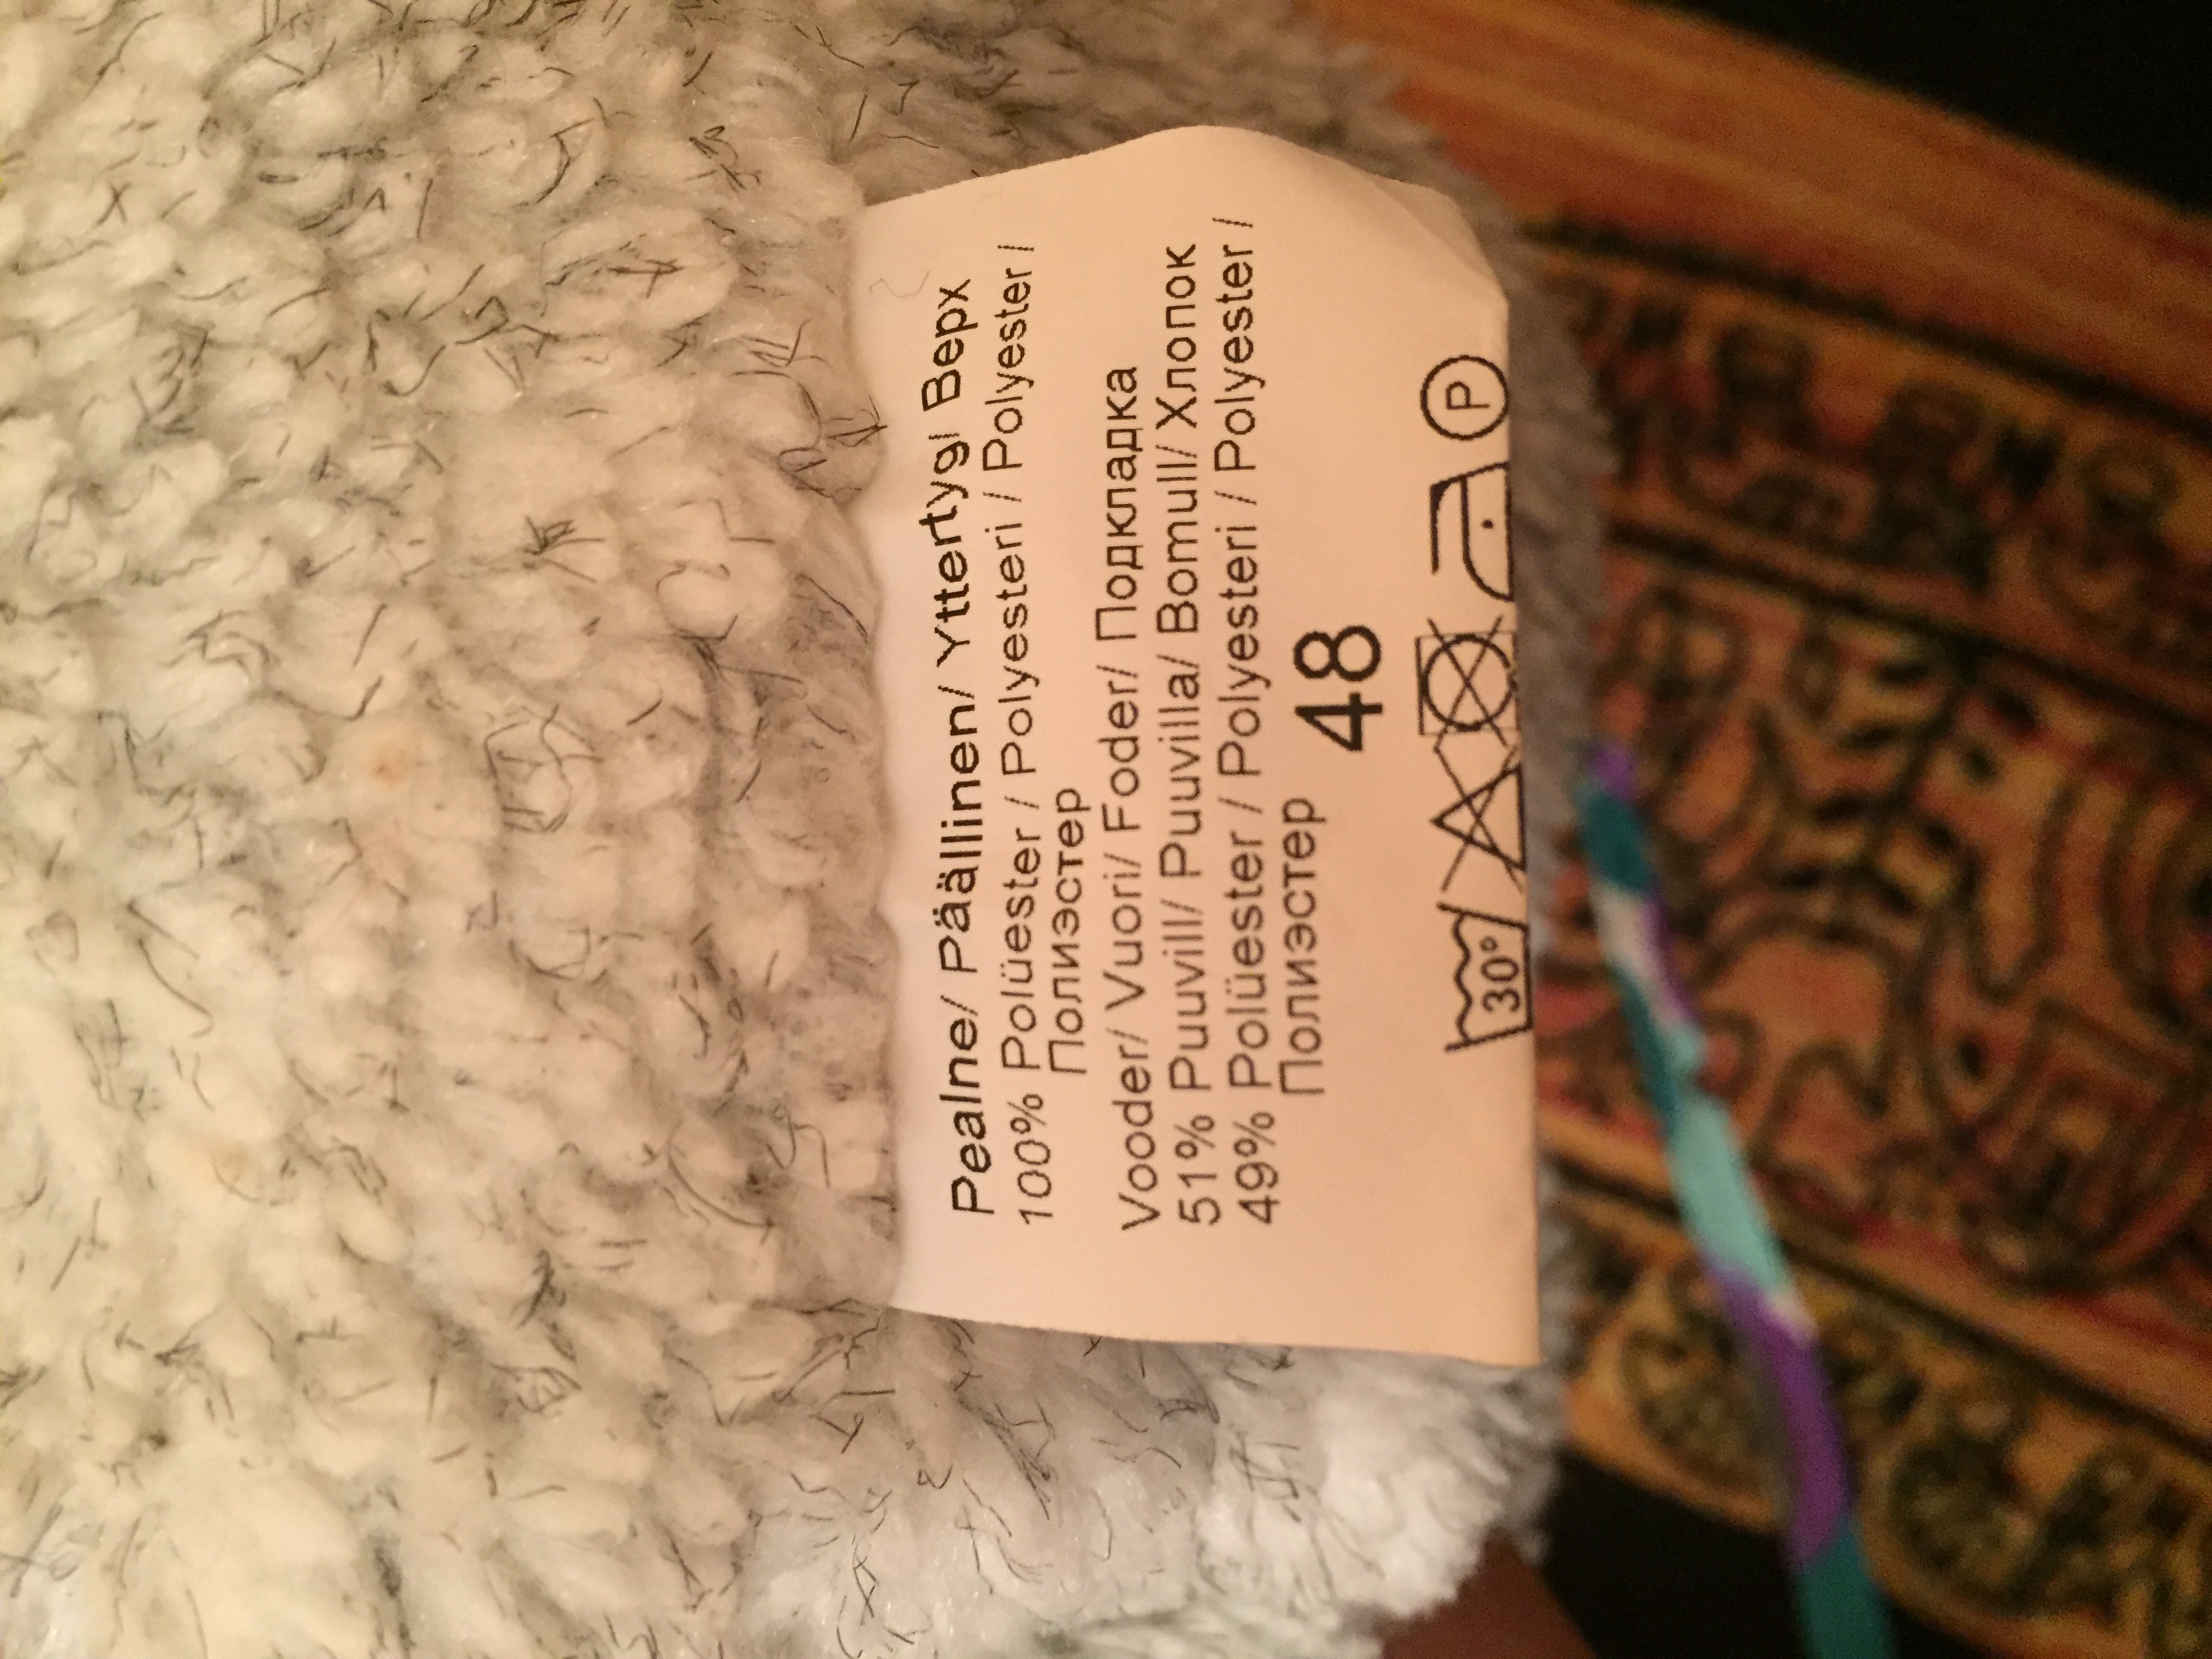 Pealne/ Päällinen/ Yttertyg/ Верх
100% Polüester / Polyesteri / Polyester /
Полиэстер
Vooder/ Vuori/ Foder/ Подкладка
51% Puuvill/ Puuvilla/ Bomull/ Хлопок
49% Polüester / Polyesteri / Polyester /
Полиэстер
48
30° P